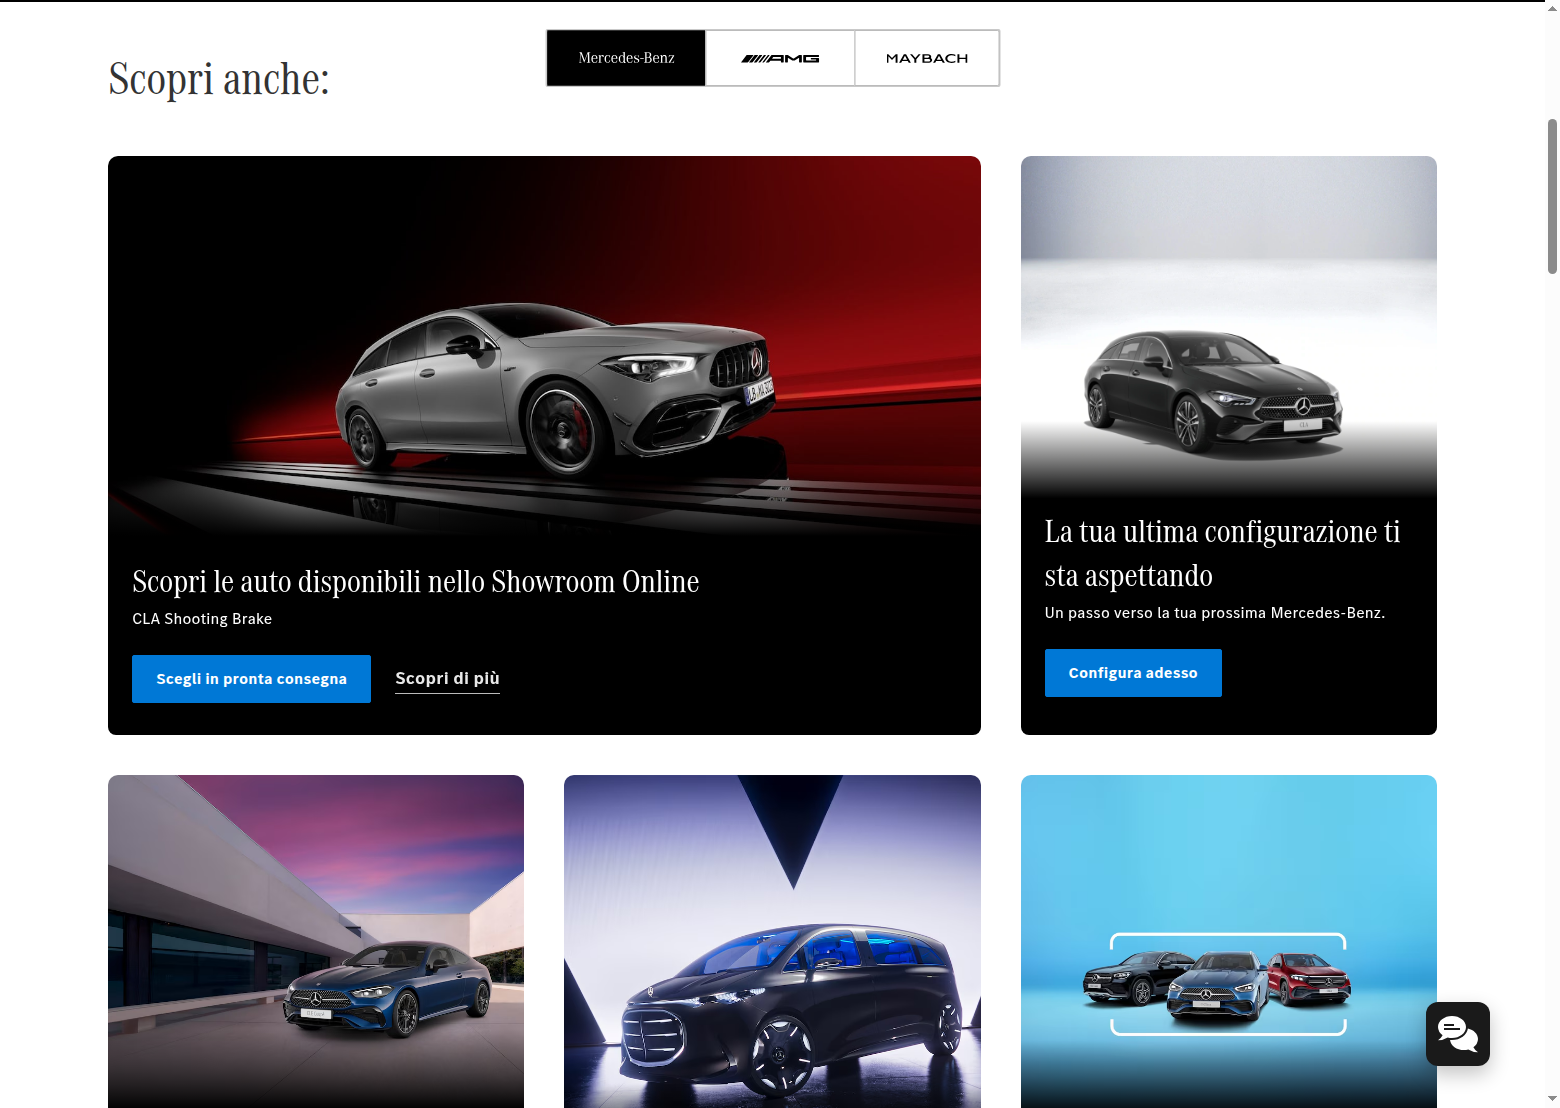 Mercedes-Benz
AMG
MAYBACH
Scopri anche:
Scopri le auto disponibili nello Showroom Online
CLA Shooting Brake
Scegli in pronta consegna
Scopri di più
La tua ultima configurazione ti
sta aspettando
Un passo verso la tua prossima Mercedes-Benz.
Configura adesso